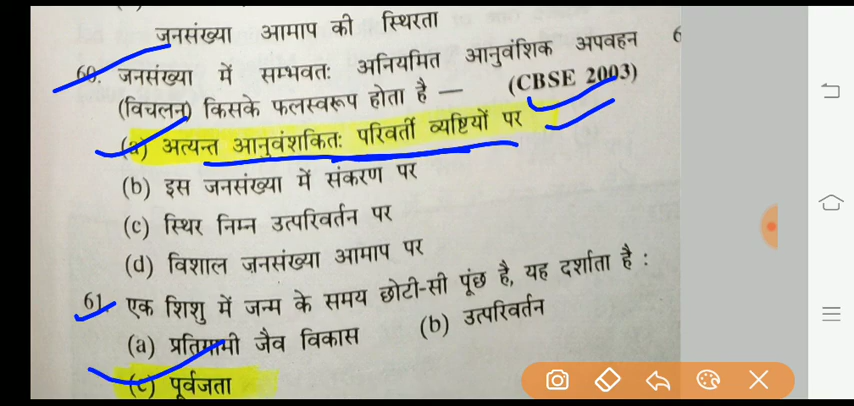 जनसंख्या आमाप की स्थिरता
60. जनसंख्या में सम्भवतः अनियमित आनुवंशिक अपवहन 6
(विचलन) किसके फलस्वरूप होता है — (CBSE 2003)
(a) अत्यन्त आनुवंशकितः परिवर्ती व्यष्टियों पर
(b) इस जनसंख्या में संकरण पर
(c) स्थिर निम्न उत्परिवर्तन पर
(d) विशाल जनसंख्या आमाप पर
61. एक शिशु में जन्म के समय छोटी-सी पूंछ है, यह दर्शाता है :
(a) प्रतिगामी जैव विकास (b) उत्परिवर्तन
(c) पूर्वजता